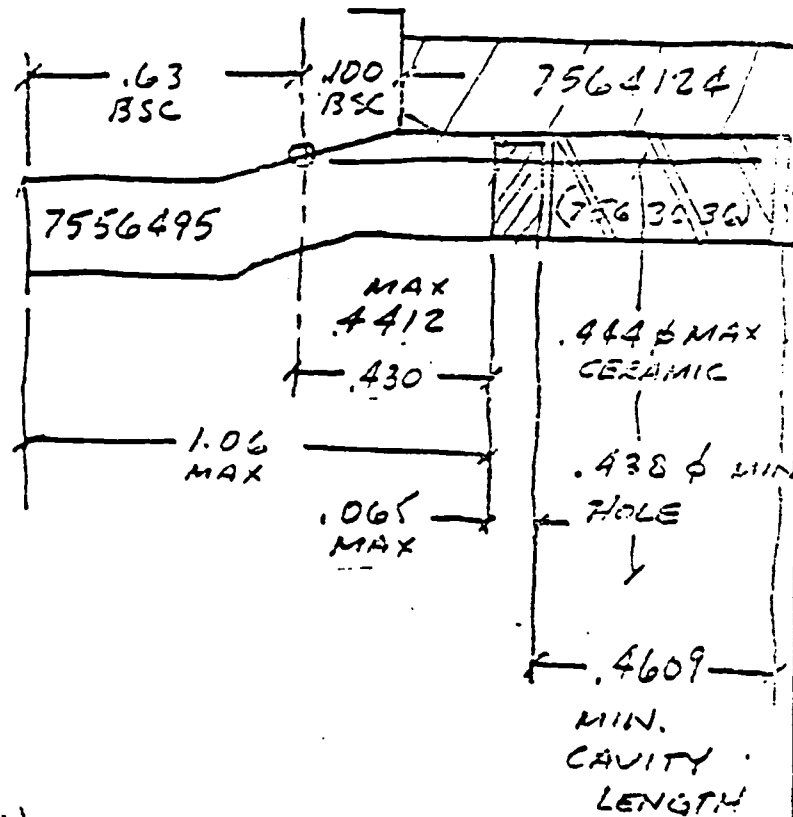 .63
BSC
.100
BSC
7564124
7556495
MAX
.4412
.430
.444 ϕ MAX
CERAMIC
1.06
MAX
.438 ϕ MIN
HOLE
.065
MAX
.4609
MIN.
CAVITY
LENGTH